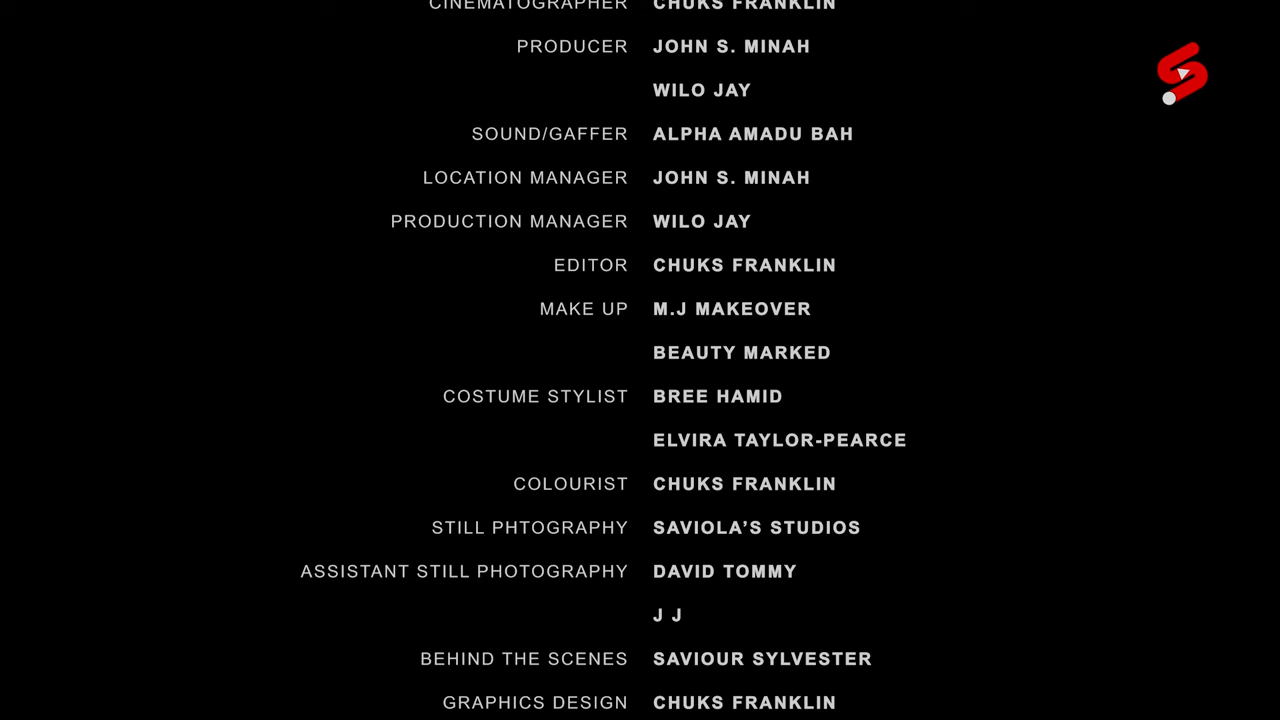 CINEMATOGRAPHER CHUKS FRANKLIN
PRODUCER JOHN S. MINAH
WILO JAY
SOUND/GAFFER ALPHA AMADU BAH
LOCATION MANAGER JOHN S. MINAH
PRODUCTION MANAGER WILO JAY
EDITOR CHUKS FRANKLIN
MAKE UP M.J MAKEOVER
BEAUTY MARKED
COSTUME STYLIST BREE HAMID
ELVIRA TAYLOR-PEARCE
COLOURIST CHUKS FRANKLIN
STILL PHTOGRAPHY SAVIOLA’S STUDIOS
ASSISTANT STILL PHOTOGRAPHY DAVID TOMMY
J J
BEHIND THE SCENES SAVIOUR SYLVESTER
GRAPHICS DESIGN CHUKS FRANKLIN